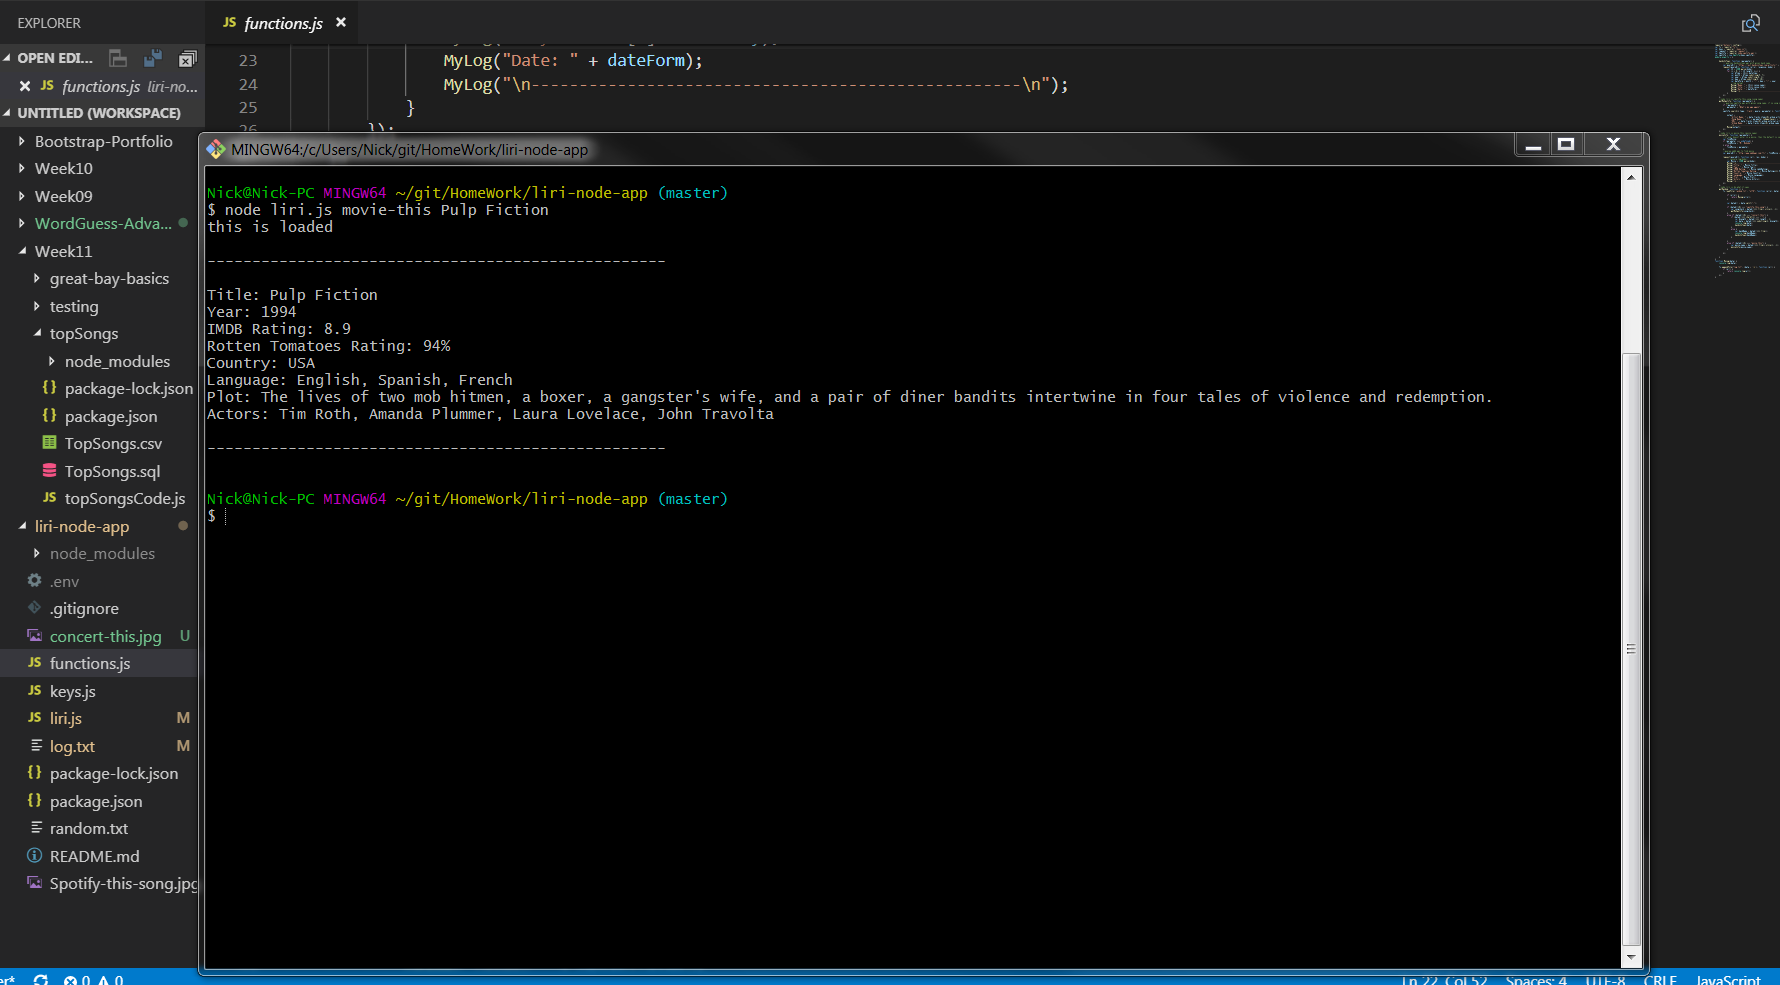 EXPLORER
OPEN EDI...
JS functions.js liri-no...
UNTITLED (WORKSPACE)
Bootstrap-Portfolio
Week10
Week09
WordGuess-Adva...
Week11
great-bay-basics
testing
topSongs
node_modules
{} package-lock.json
{} package.json
TopSongs.csv
TopSongs.sql
JS topSongsCode.js
liri-node-app
node_modules
.env
.gitignore
concert-this.jpg U
JS functions.js
JS keys.js
JS liri.js M
log.txt M
{} package-lock.json
{} package.json
random.txt
README.md
Spotify-this-song.jpg
JS functions.js
23 MyLog("Date: " + dateForm);
24 MyLog("\n---------------------------------------------------\n");
25 }
26 });
MINGW64:/c/Users/Nick/git/HomeWork/liri-node-app
Nick@Nick-PC MINGW64 ~/git/HomeWork/liri-node-app (master)
$ node liri.js movie-this Pulp Fiction
this is loaded
---------------------------------------------------
Title: Pulp Fiction
Year: 1994
IMDB Rating: 8.9
Rotten Tomatoes Rating: 94%
Country: USA
Language: English, Spanish, French
Plot: The lives of two mob hitmen, a boxer, a gangster's wife, and a pair of diner bandits intertwine in four tales of violence and redemption.
Actors: Tim Roth, Amanda Plummer, Laura Lovelace, John Travolta
---------------------------------------------------
Nick@Nick-PC MINGW64 ~/git/HomeWork/liri-node-app (master)
$
er* 0 0 Ln 22, Col 52 Spaces: 4 UTF-8 CRLF JavaScript